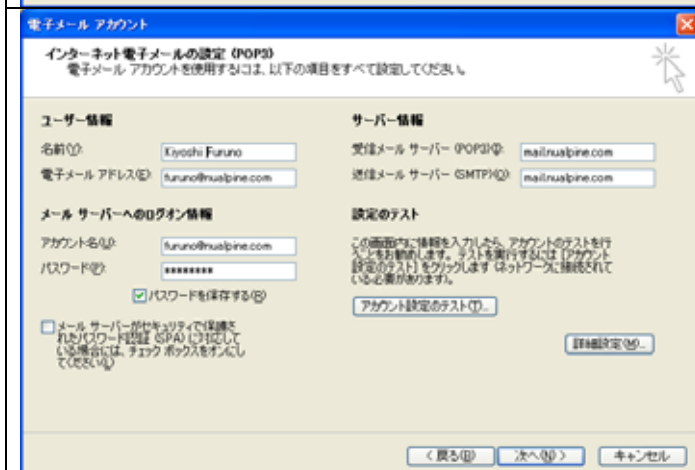 電子メール アカウント
インターネット電子メールの設定 (POP3)
電子メール アカウントを使用するには、以下の項目をすべて設定してください。
ユーザー情報
名前(Y):
Kiyoshi Furuno
電子メール アドレス(E):
furuno@nualpine.com
メール サーバーへのログオン情報
アカウント名(U):
furuno@nualpine.com
パスワード(P):
********
パスワードを保存する(R)
メール サーバーがセキュリティで保護さ
れたパスワード認証 (SPA) に対応して
いる場合には、チェック ボックスをオンにし
てください(L)
サーバー情報
受信メール サーバー (POP3)(I):
mail.nualpine.com
送信メール サーバー (SMTP)(O):
mail.nualpine.com
設定のテスト
この画面内に情報を入力したら、アカウントのテストを行
うことをお勧めします。テストを実行するには [アカウント
設定のテスト] をクリックします (ネットワークに接続されて
いる必要があります)。
アカウント設定のテスト(T)...
詳細設定(M)...
< 戻る(B)
次へ(N) >
キャンセル